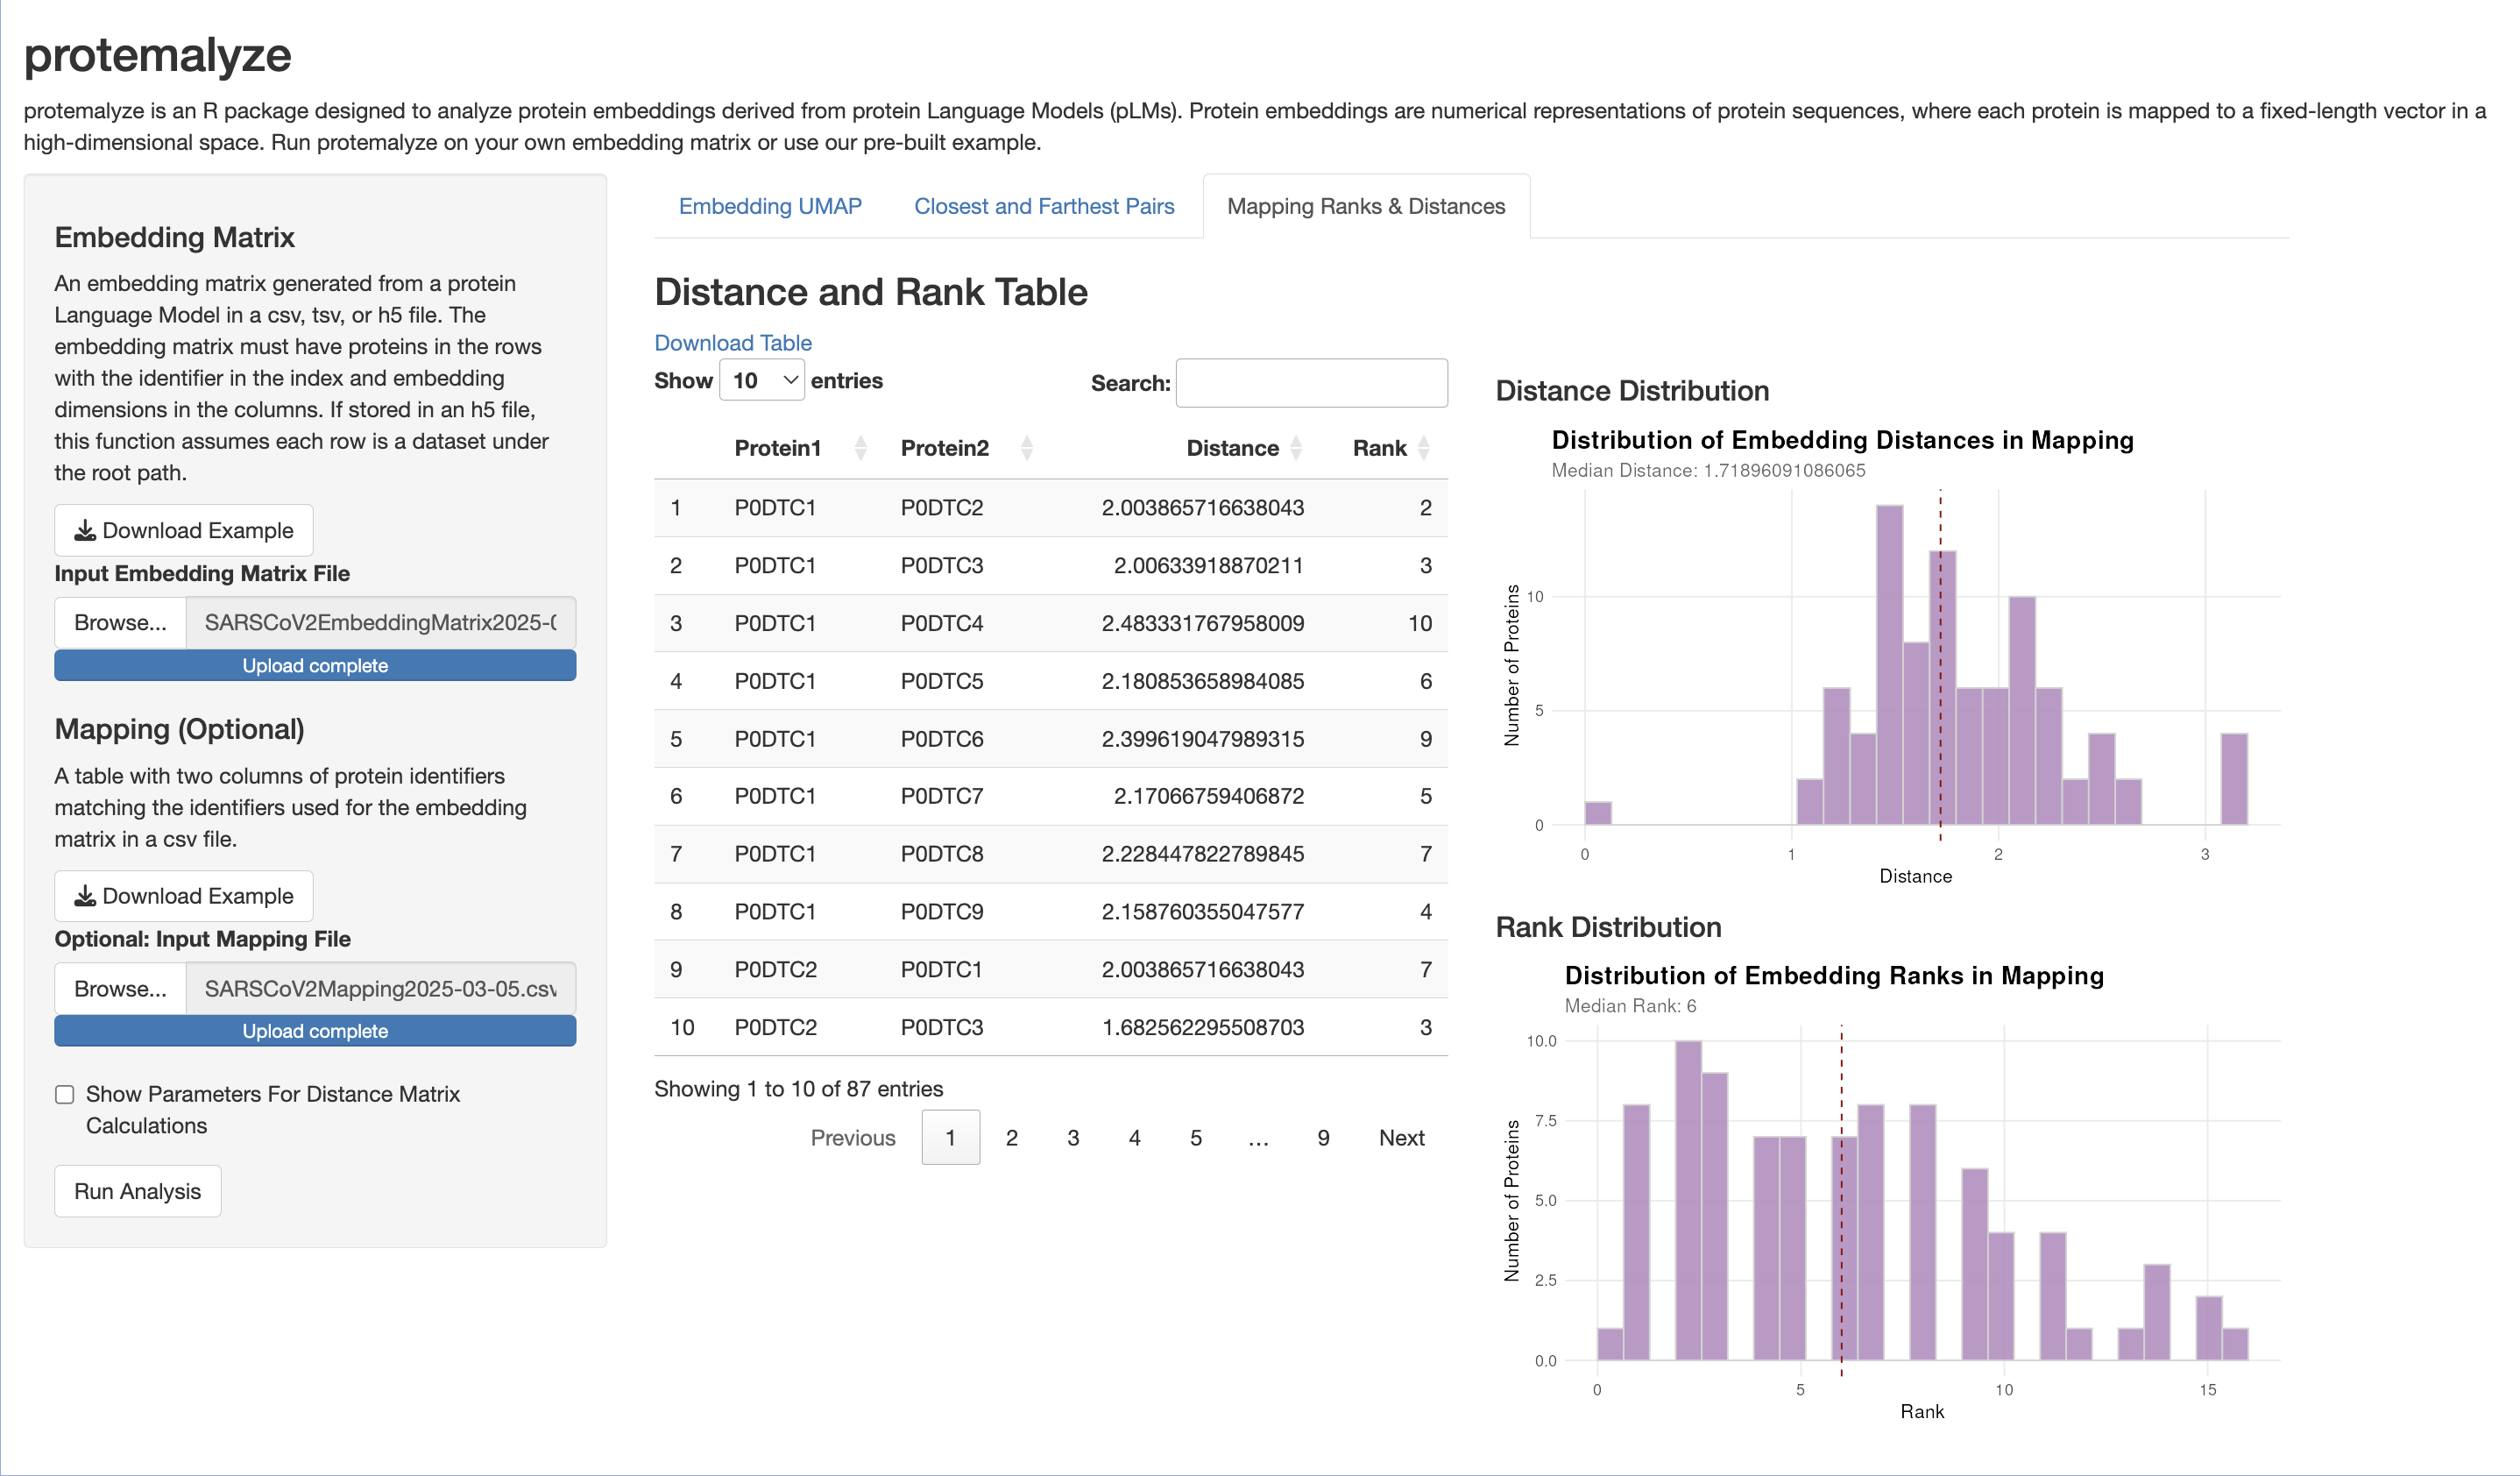 protemalyze
protemalyze is an R package designed to analyze protein embeddings derived from protein Language Models (pLMs). Protein embeddings are numerical representations of protein sequences, where each protein is mapped to a fixed-length vector in a
high-dimensional space. Run protemalyze on your own embedding matrix or use our pre-built example.
Embedding Matrix
An embedding matrix generated from a protein
Language Model in a csv, tsv, or h5 file. The
embedding matrix must have proteins in the rows
with the identifier in the index and embedding
dimensions in the columns. If stored in an h5 file,
this function assumes each row is a dataset under
the root path.
Download Example
Input Embedding Matrix File
Browse... SARSCoV2EmbeddingMatrix2025-0
Upload complete
Mapping (Optional)
A table with two columns of protein identifiers
matching the identifiers used for the embedding
matrix in a csv file.
Download Example
Optional: Input Mapping File
Browse... SARSCoV2Mapping2025-03-05.csv
Upload complete
Show Parameters For Distance Matrix
Calculations
Run Analysis
Embedding UMAP Closest and Farthest Pairs Mapping Ranks & Distances
Distance and Rank Table
Download Table
Show 10 entries Search:
Protein1 Protein2 Distance Rank
1 P0DTC1 P0DTC2 2.003865716638043 2
2 P0DTC1 P0DTC3 2.00633918870211 3
3 P0DTC1 P0DTC4 2.483331767958009 10
4 P0DTC1 P0DTC5 2.180853658984085 6
5 P0DTC1 P0DTC6 2.399619047989315 9
6 P0DTC1 P0DTC7 2.17066759406872 5
7 P0DTC1 P0DTC8 2.228447822789845 7
8 P0DTC1 P0DTC9 2.158760355047577 4
9 P0DTC2 P0DTC1 2.003865716638043 7
10 P0DTC2 P0DTC3 1.682562295508703 3
Showing 1 to 10 of 87 entries
Previous 1 2 3 4 5 … 9 Next
Distance Distribution
Distribution of Embedding Distances in Mapping
Median Distance: 1.71896091086065
Number of Proteins
10
5
0
0 1 2 3
Distance
Rank Distribution
Distribution of Embedding Ranks in Mapping
Median Rank: 6
Number of Proteins
10.0
7.5
5.0
2.5
0.0
0 5 10 15
Rank